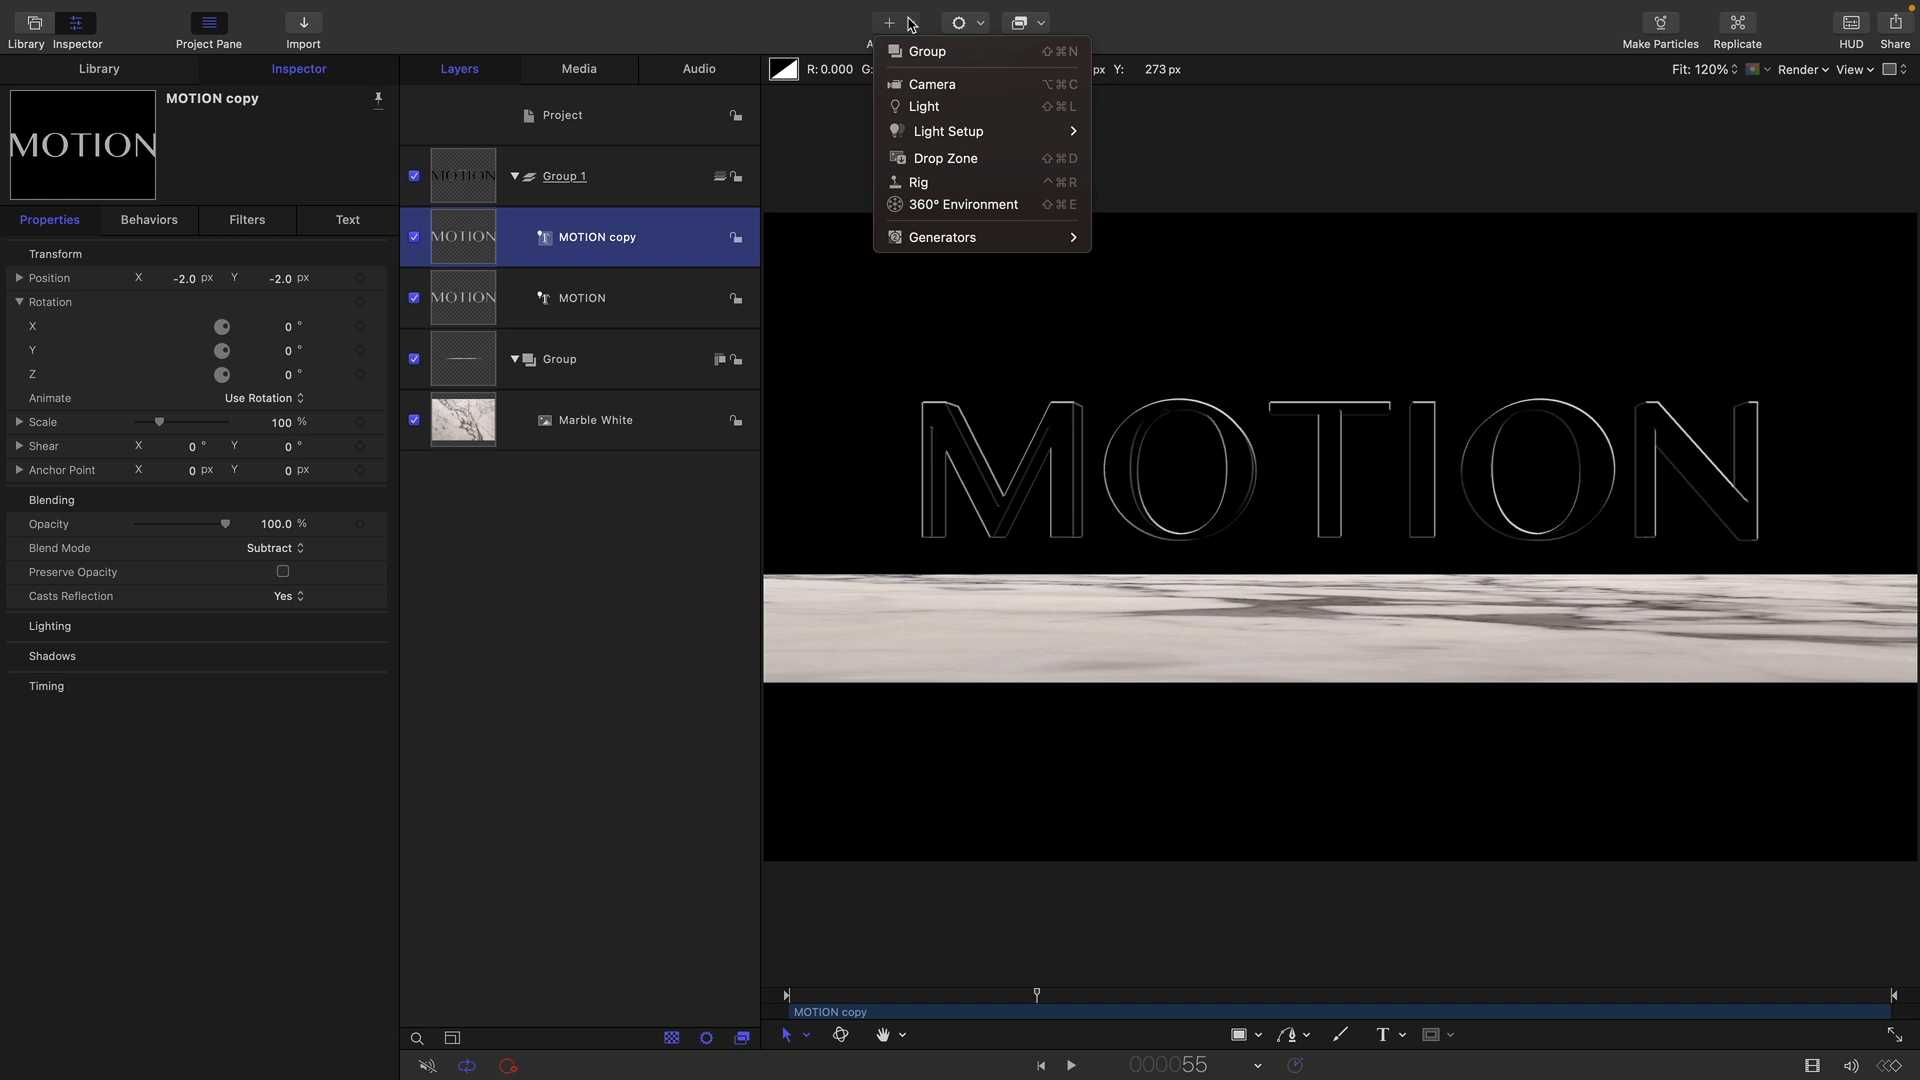 Library Inspector Project Pane Import Make Particles Replicate HUD Share
Library Inspector Layers Media Audio R: 0.000 G: px Y: 273 px Fit: 120% Render View
MOTION copy
MOTION
Properties Behaviors Filters Text
Transform
Position X -2.0 px Y -2.0 px
Rotation
X 0 °
Y 0 °
Z 0 °
Animate Use Rotation
Scale 100 %
Shear X 0 ° Y 0 °
Anchor Point X 0 px Y 0 px
Blending
Opacity 100.0 %
Blend Mode Subtract
Preserve Opacity
Casts Reflection Yes
Lighting
Shadows
Timing
Project
MOTION Group 1
MOTION MOTION copy
MOTION MOTION
Group
Marble White
Group ⇧⌘N
Camera ⌥⌘C
Light ⇧⌘L
Light Setup
Drop Zone ⇧⌘D
Rig ^⌘R
360° Environment ⇧⌘E
Generators
MOTION
MOTION copy
T
000055